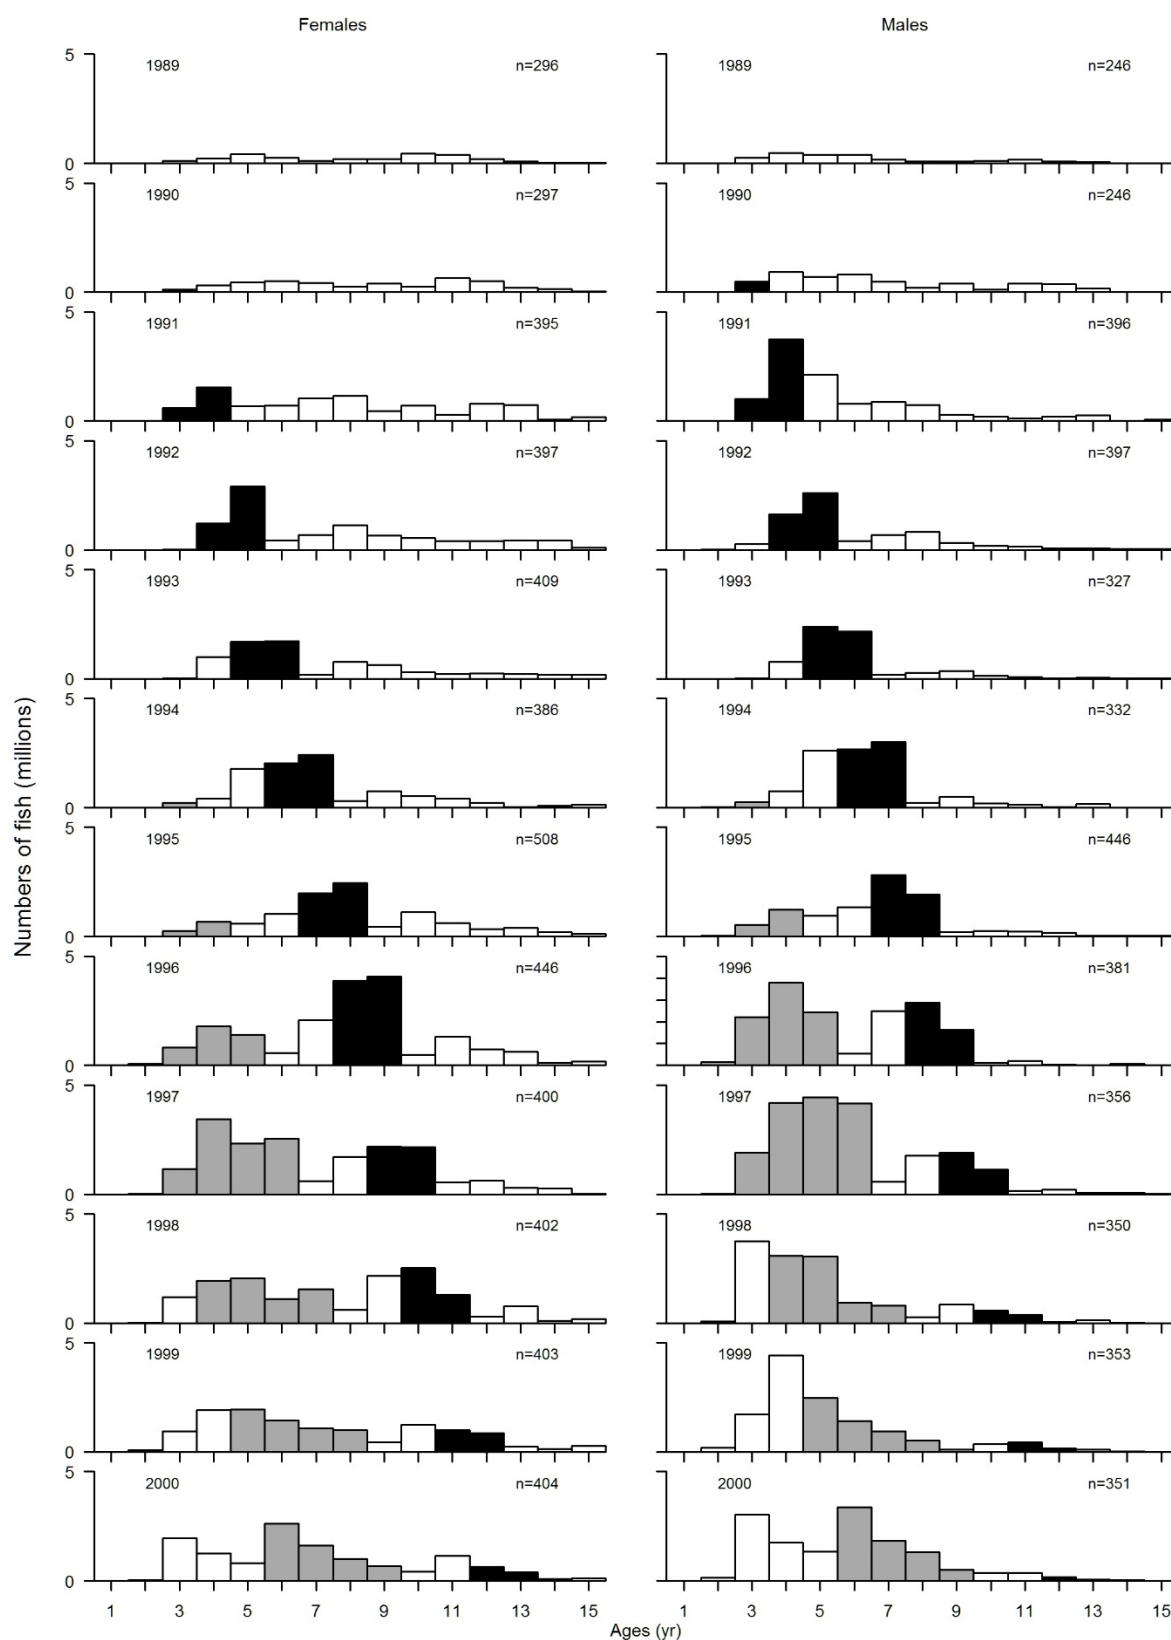 Females Males
5 1989 n=296 1989 n=246
0
5 1990 n=297 1990 n=246
0
5 1991 n=395 1991 n=396
0
5 1992 n=397 1992 n=397
0
5 1993 n=409 1993 n=327
0
5 1994 n=386 1994 n=332
0
5 1995 n=508 1995 n=446
0
5 1996 n=446 1996 n=381
0
5 1997 n=400 1997 n=356
0
5 1998 n=402 1998 n=350
0
5 1999 n=403 1999 n=353
0
5 2000 n=404 2000 n=351
0
1 3 5 7 9 11 13 15 1 3 5 7 9 11 13 15
Ages (yr)
Numbers of fish (millions)